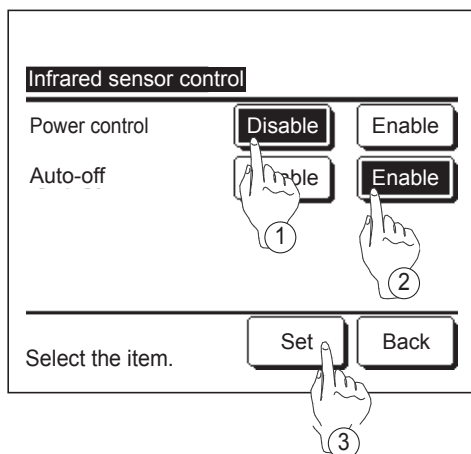 Infrared sensor control
Power control Disable Enable
Auto-off Enable
1
2
Select the item. Set Back
3